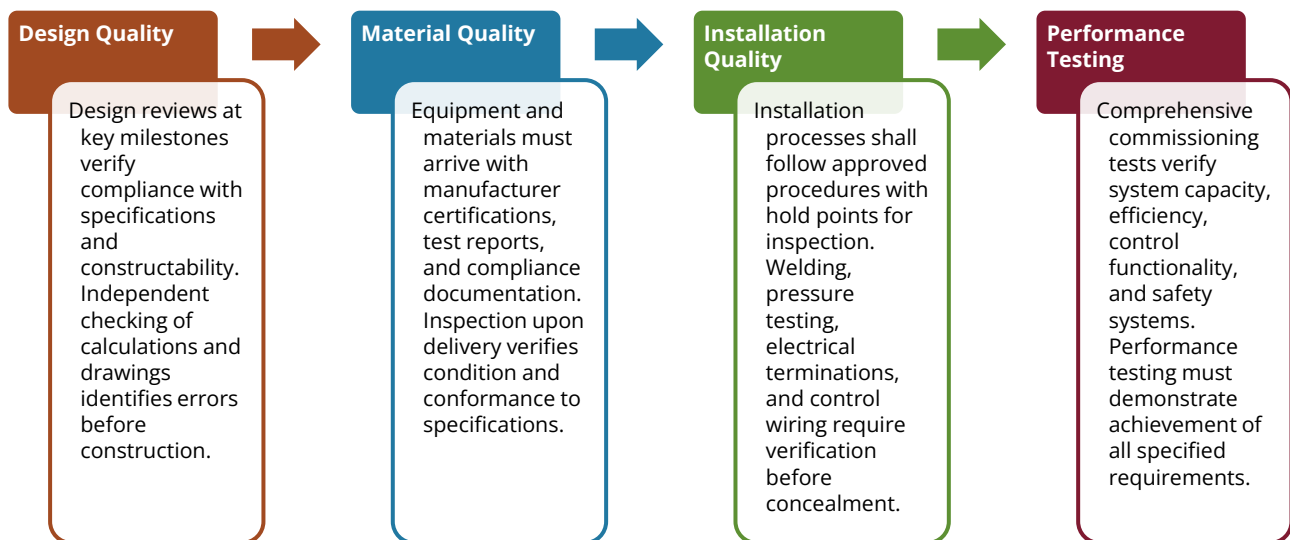 Design Quality
Design reviews at
key milestones
verify
compliance with
specifications
and
constructability.
Independent
checking of
calculations and
drawings
identifies errors
before
construction.
Material Quality
Equipment and
materials must
arrive with
manufacturer
certifications,
test reports,
and compliance
documentation.
Inspection upon
delivery verifies
condition and
conformance to
specifications.
Installation
Quality
Installation
processes shall
follow approved
procedures with
hold points for
inspection.
Welding,
pressure
testing,
electrical
terminations,
and control
wiring require
verification
before
concealment.
Performance
Testing
Comprehensive
commissioning
tests verify
system capacity,
efficiency,
control
functionality,
and safety
systems.
Performance
testing must
demonstrate
achievement of
all specified
requirements.